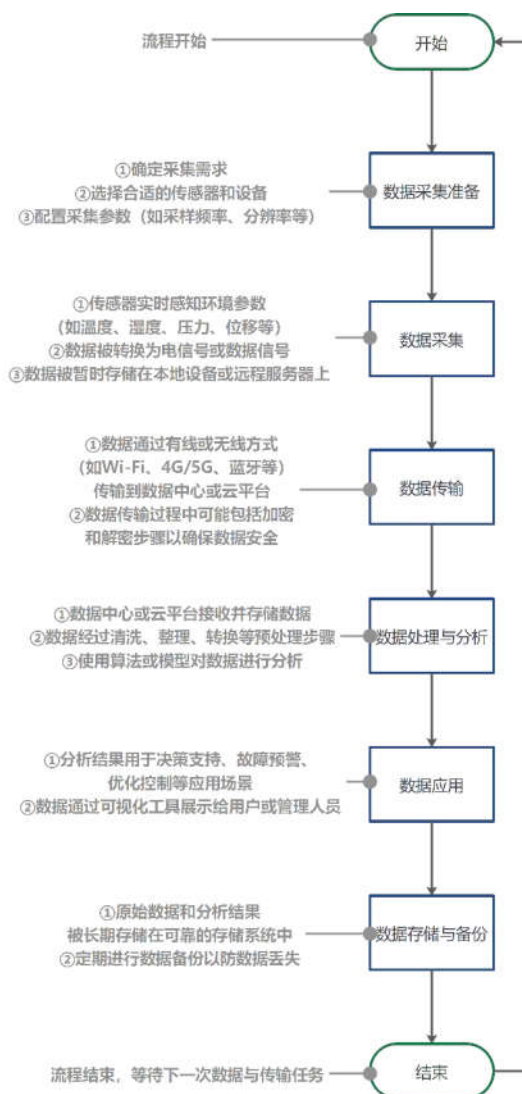 流程开始
开始
①确定采集需求
②选择合适的传感器和设备
③配置采集参数（如采样频率、分辨率等）
数据采集准备
①传感器实时感知环境参数
（如温度、湿度、压力、位移等）
②数据被转换为电信号或数据信号
③数据被暂时存储在本地设备或远程服务器上
数据采集
①数据通过有线或无线方式
（如Wi-Fi、4G/5G、蓝牙等）
传输到数据中心或云平台
②数据传输过程中可能包括加密
和解密步骤以确保数据安全
数据传输
①数据中心或云平台接收并存储数据
②数据经过清洗、整理、转换等预处理步骤
③使用算法或模型对数据进行分析
数据处理与分析
①分析结果用于决策支持、故障预警、
优化控制等应用场景
②数据通过可视化工具展示给用户或管理人员
数据应用
①原始数据和分析结果
被长期存储在可靠的存储系统中
②定期进行数据备份以防数据丢失
数据存储与备份
流程结束，等待下一次数据与传输任务
结束